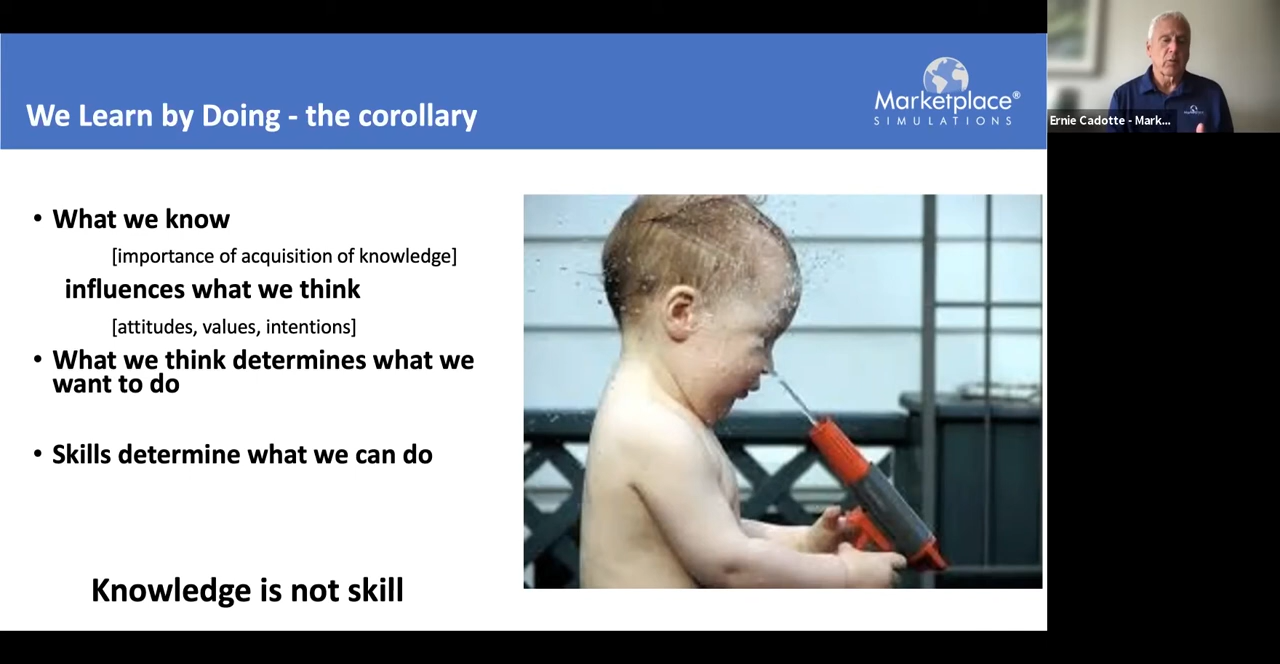 We Learn by Doing - the corollary
Marketplace®
SIMULATIONS
Ernie Cadotte - Mark...
• What we know
[importance of acquisition of knowledge]
influences what we think
[attitudes, values, intentions]
• What we think determines what we
want to do
• Skills determine what we can do
Knowledge is not skill